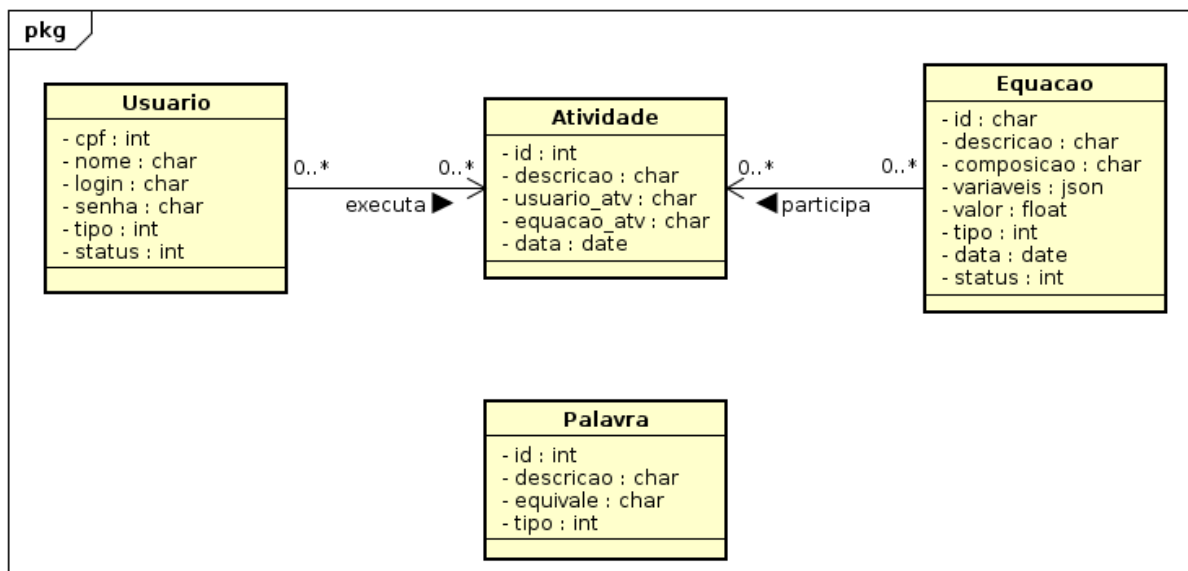 pkg
Usuario
- cpf : int
- nome : char
- login : char
- senha : char
- tipo : int
- status : int
0..*
0..*
executa
Atividade
- id : int
- descricao : char
- usuario_atv : char
- equacao_atv : char
- data : date
0..*
0..*
participa
Equacao
- id : char
- descricao : char
- composicao : char
- variaveis : json
- valor : float
- tipo : int
- data : date
- status : int
Palavra
- id : int
- descricao : char
- equivale : char
- tipo : int